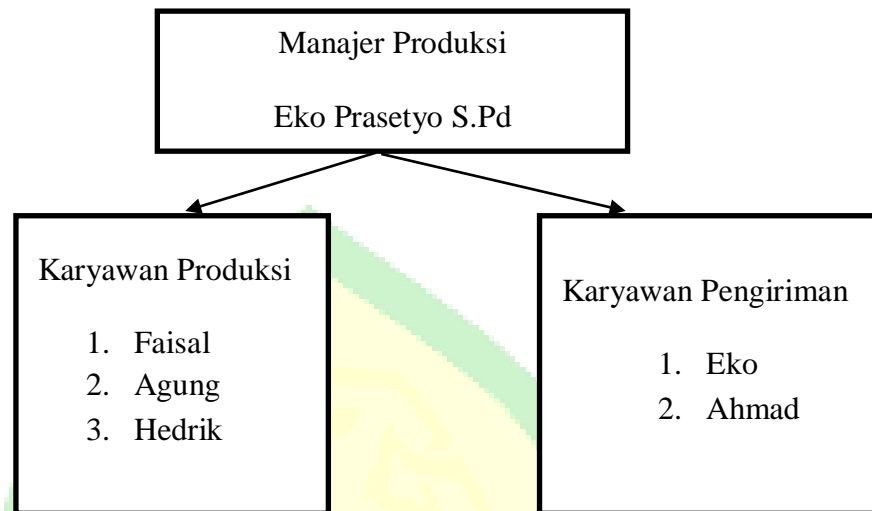 Manajer Produksi
Eko Prasetyo S.Pd
Karyawan Produksi
1. Faisal
2. Agung
3. Hedrik
Karyawan Pengiriman
1. Eko
2. Ahmad